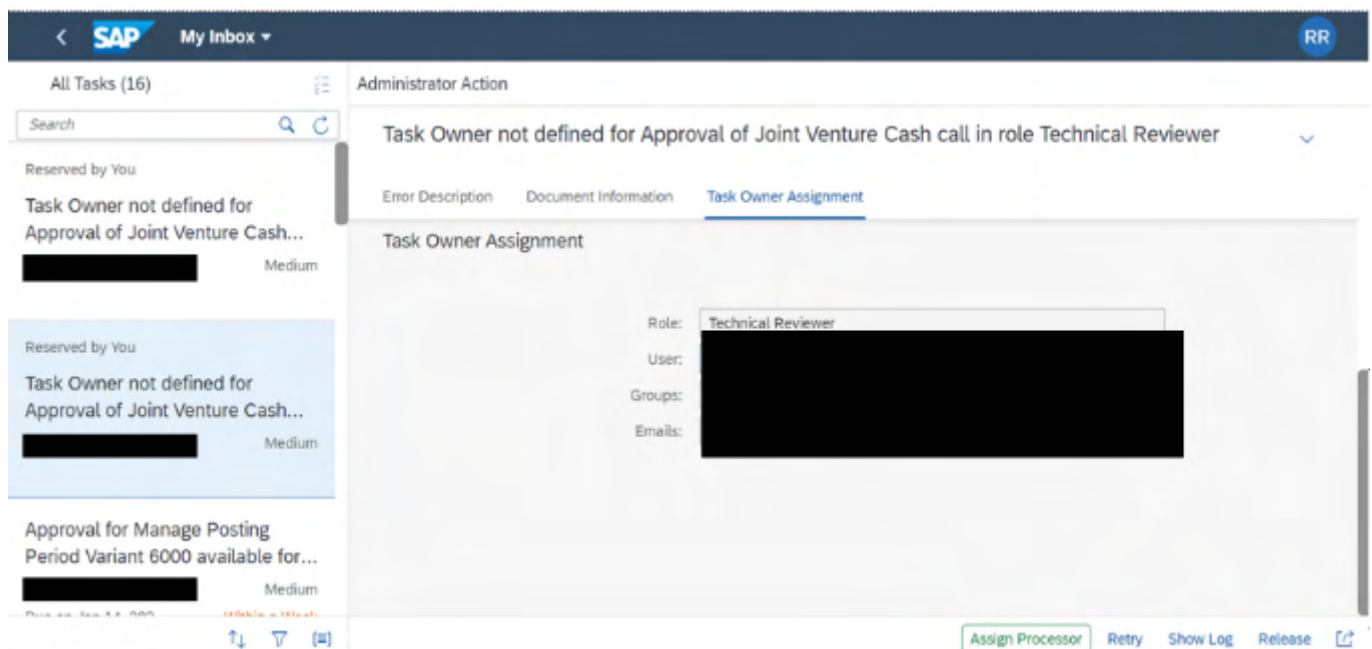 SAP
My Inbox
RR
All Tasks (16)
Search
Reserved by You
Task Owner not defined for
Approval of Joint Venture Cash...
Medium
Reserved by You
Task Owner not defined for
Approval of Joint Venture Cash...
Medium
Approval for Manage Posting
Period Variant 6000 available for...
Medium
Within a Week
Administrator Action
Task Owner not defined for Approval of Joint Venture Cash call in role Technical Reviewer
Error Description Document Information Task Owner Assignment
Task Owner Assignment
Role: Technical Reviewer
User:
Groups:
Emails:
Assign Processor Retry Show Log Release